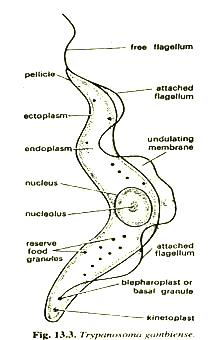 free flagellum
pellicle
attached
flagellum
ectoplasm
undulating
membrane
endoplasm
nucleus
nucleolus
reserve
food
granules
attached
flagellum
blepharoplast or
basal granule
kinetoplast
Fig. 13.3. Trypanosoma gambiense.